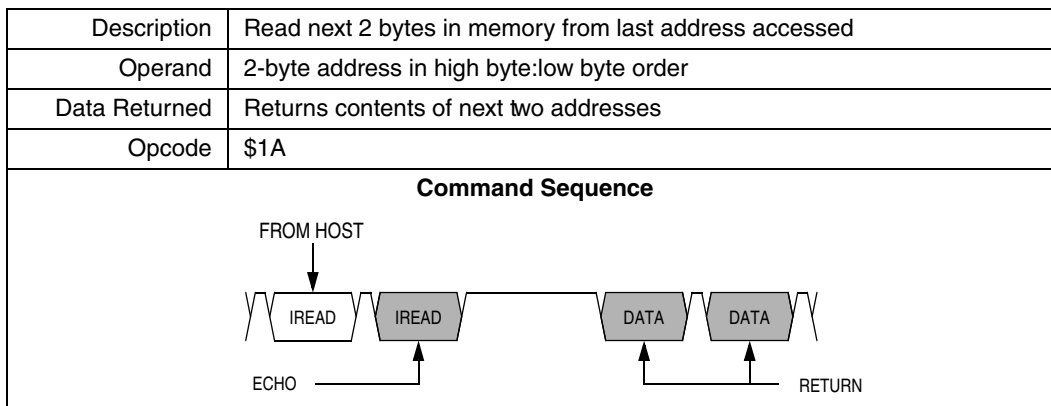 Description Read next 2 bytes in memory from last address accessed
Operand 2-byte address in high byte:low byte order
Data Returned Returns contents of next two addresses
Opcode $1A
Command Sequence
FROM HOST
IREAD IREAD DATA DATA
ECHO RETURN